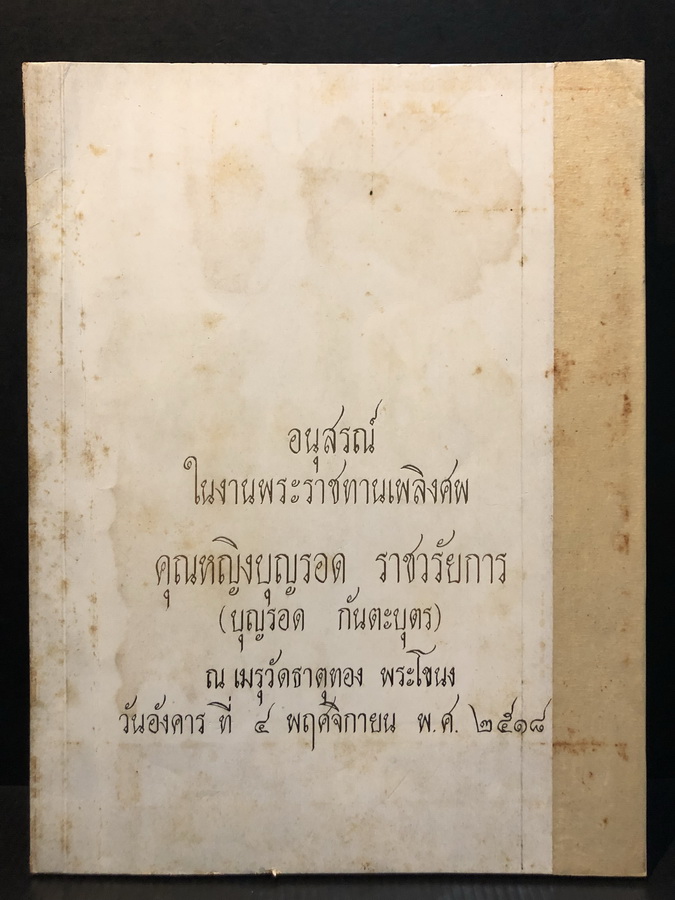 อนุสรณ์
ในงานพระราชทานเพลิงศพ
คุณหญิงบุญรอด ราชวรัยการ
(บุญรอด กันตะบุตร)
ณ เมรุวัดธาตุทอง พระโขนง
วันอังคาร ที่ ๔ พฤศจิกายน พ.ศ. ๒๕๑๘